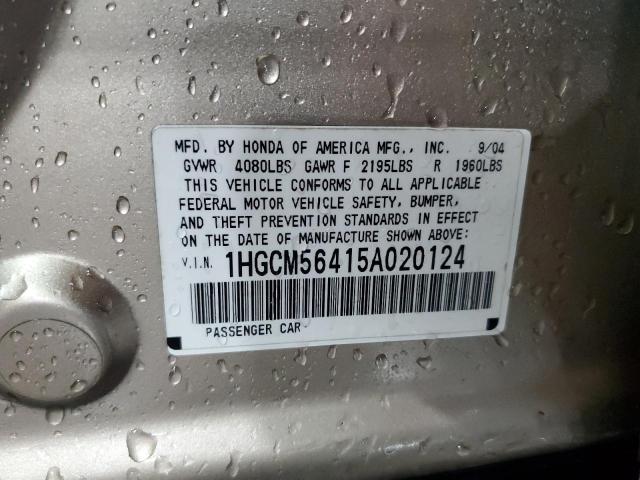 MFD. BY HONDA OF AMERICA MFG., INC. 9/04
GVWR 4080LBS GAWR F 2195LBS R 1960LBS
THIS VEHICLE CONFORMS TO ALL APPLICABLE
FEDERAL MOTOR VEHICLE SAFETY, BUMPER,
AND THEFT PREVENTION STANDARDS IN EFFECT
ON THE DATE OF MANUFACTURE SHOWN ABOVE:
V.I.N. 1HGCM56415A020124
PASSENGER CAR